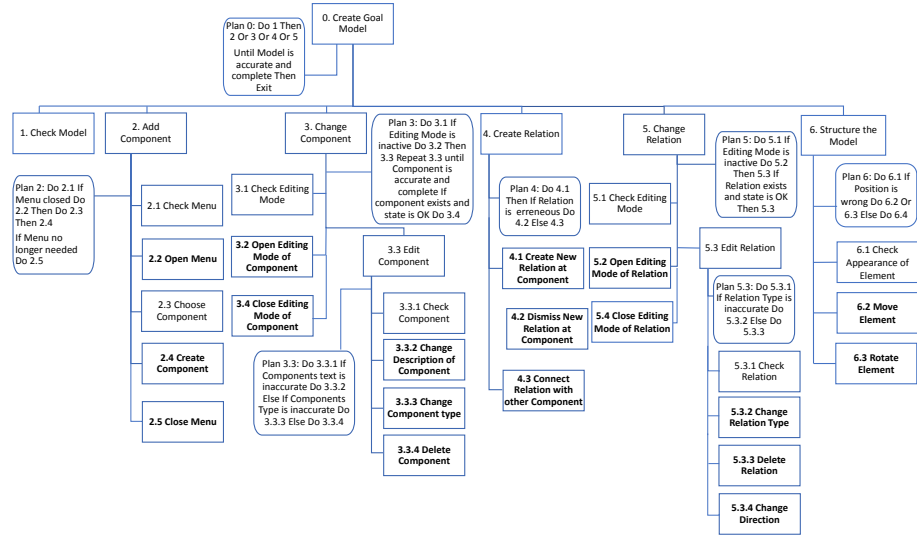 Plan 0: Do 1 Then
2 Or 3 Or 4 Or 5
Until Model is
accurate and
complete Then
Exit
0. Create Goal
Model
1. Check Model
2. Add
Component
Plan 2: Do 2.1 If
Menu closed Do
2.2 Then Do 2.3
Then 2.4
If Menu no
longer needed
Do 2.5
2.1 Check Menu
2.2 Open Menu
2.3 Choose
Component
2.4 Create
Component
2.5 Close Menu
3. Change
Component
Plan 3: Do 3.1 If
Editing Mode is
inactive Do 3.2 Then
3.3 Repeat 3.3 until
Component is
accurate and
complete If
component exists and
state is OK Do 3.4
3.1 Check Editing
Mode
3.2 Open Editing
Mode of
Component
3.4 Close Editing
Mode of
Component
3.3 Edit
Component
Plan 3.3: Do 3.3.1 If
Components text is
inaccurate Do 3.3.2
Else If Components
Type is inaccurate Do
3.3.3 Else Do 3.3.4
3.3.1 Check
Component
3.3.2 Change
Description of
Component
3.3.3 Change
Component type
3.3.4 Delete
Component
4. Create Relation
Plan 4: Do 4.1
Then If Relation
is erreneous Do
4.2 Else 4.3
4.1 Create New
Relation at
Component
4.2 Dismiss New
Relation at
Component
4.3 Connect
Relation with
other Component
5. Change
Relation
Plan 5: Do 5.1 If
Editing Mode is
inactive Do 5.2
Then 5.3 If
Relation exists
and state is OK
Then 5.3
5.1 Check
Editing Mode
5.2 Open Editing
Mode of Relation
5.4 Close Editing
Mode of Relation
5.3 Edit Relation
Plan 5.3: Do 5.3.1
If Relation Type is
inaccurate Do
5.3.2 Else Do
5.3.3
5.3.1 Check
Relation
5.3.2 Change
Relation Type
5.3.3 Delete
Relation
5.3.4 Change
Direction
6. Structure the
Model
Plan 6: Do 6.1 If
Position is
wrong Do 6.2 Or
6.3 Else Do 6.4
6.1 Check
Appearance of
Element
6.2 Move
Element
6.3 Rotate
Element